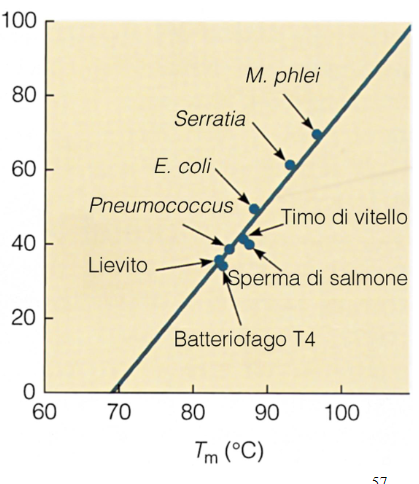 100
80
60
40
20
0
M. phlei
Serratia
E. coli
Pneumococcus
Timo di vitello
Lievito
Sperma di salmone
Batteriofago T4
60 70 80 90 100
Tm (°C)
57